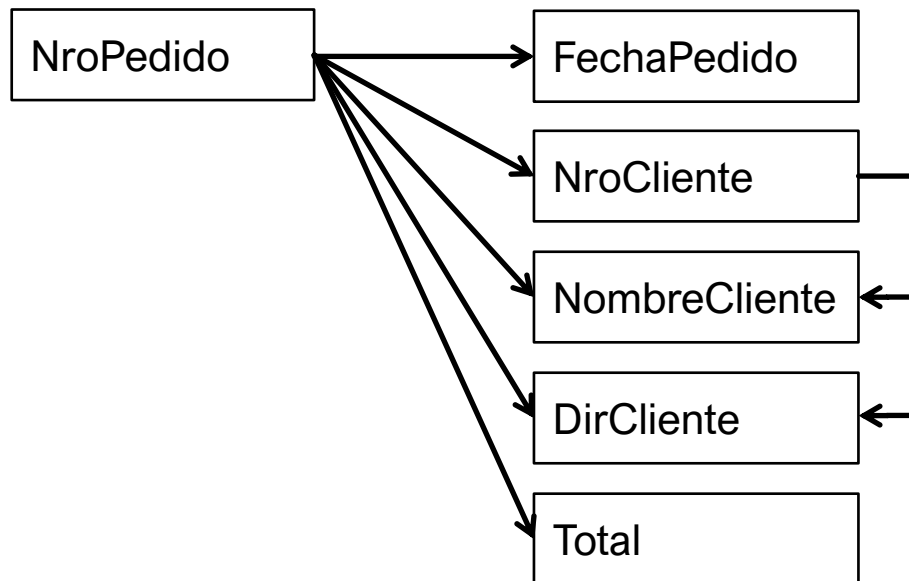 NroPedido
FechaPedido
NroCliente
NombreCliente
DirCliente
Total